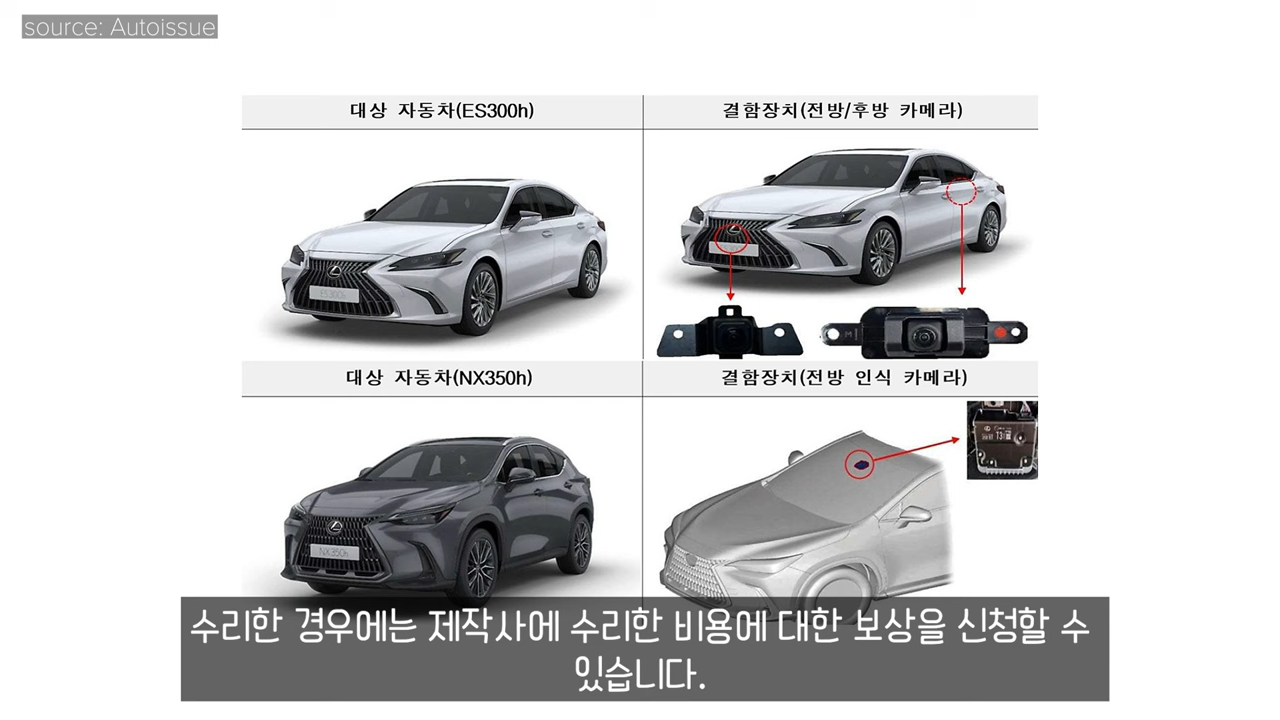 source: Autoissue
대상 자동차(ES300h)
결함장치(전방/후방 카메라)
ES300h
대상 자동차(NX350h)
결함장치(전방 인식 카메라)
NX350h
수리한 경우에는 제작사에 수리한 비용에 대한 보상을 신청할 수
있습니다.